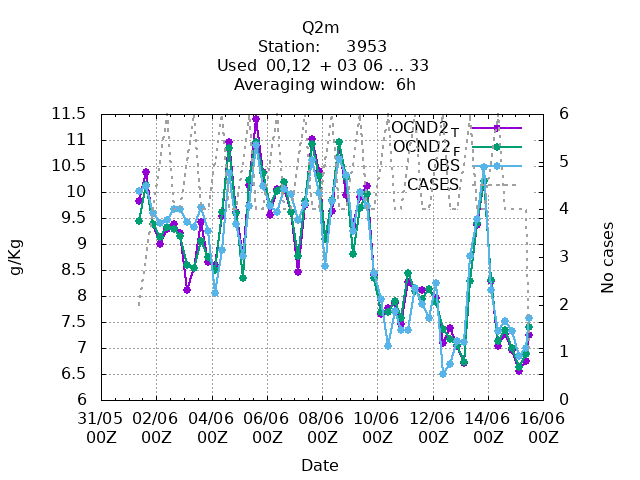 Q2m
Station: 3953
Used 00,12 + 03 06 ... 33
Averaging window: 6h
11.5
11
10.5
10
9.5
9
8.5
8
7.5
7
6.5
6
g/Kg
OCND2_T
OCND2_F
OBS
CASES
6
5
4
3
2
1
0
No cases
31/05 02/06 04/06 06/06 08/06 10/06 12/06 14/06 16/06
00Z 00Z 00Z 00Z 00Z 00Z 00Z 00Z 00Z
Date